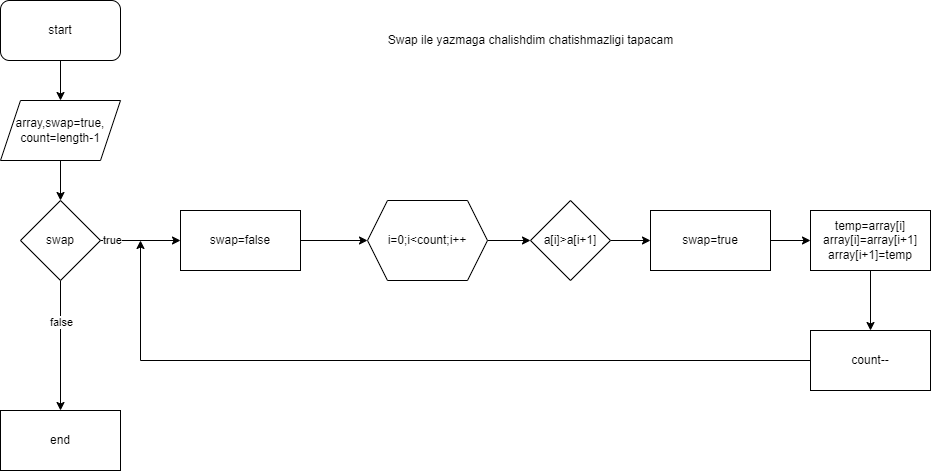 start
Swap ile yazmaga chalishdim chatishmazligi tapacam
array,swap=true,
count=length-1
swap
true
swap=false
i=0;i<count;i++
a[i]>a[i+1]
swap=true
temp=array[i]
array[i]=array[i+1]
array[i+1]=temp
false
count--
end